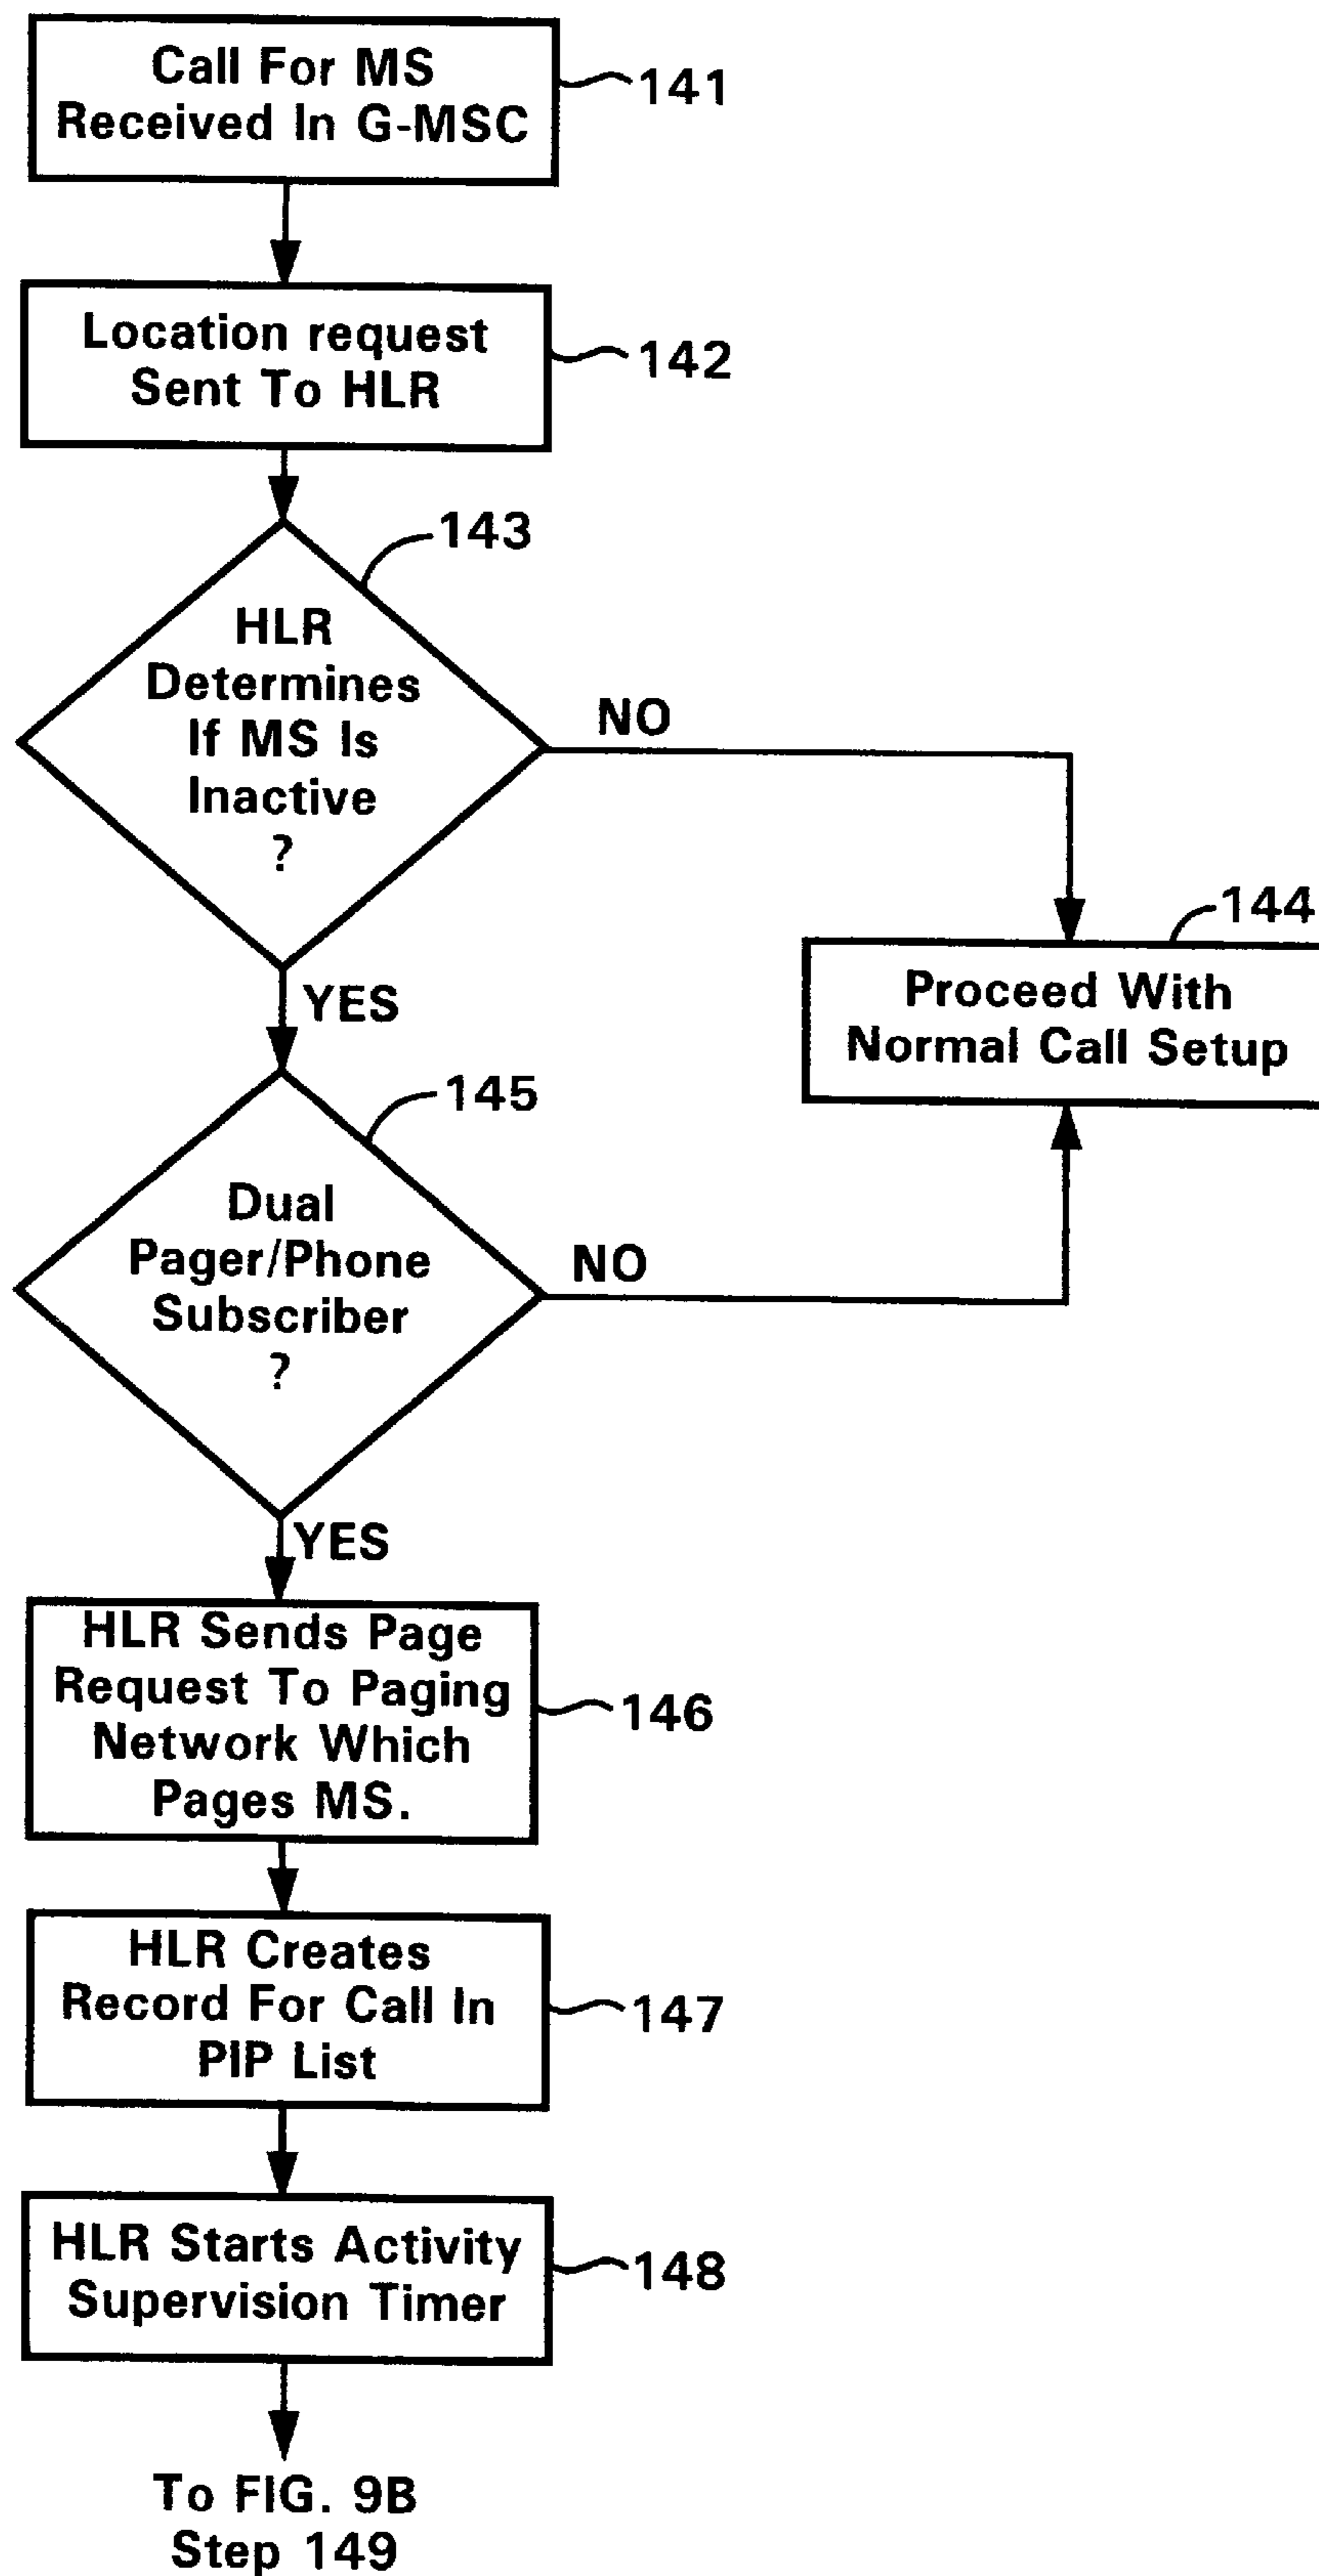 Call For MS
Received In G-MSC
141
Location request
Sent To HLR
142
143
HLR
Determines
If MS Is
Inactive
?
NO
YES
144
Proceed With
Normal Call Setup
145
Dual
Pager/Phone
Subscriber
?
NO
YES
HLR Sends Page
Request To Paging
Network Which
Pages MS.
146
HLR Creates
Record For Call In
PIP List
147
HLR Starts Activity
Supervision Timer
148
To FIG. 9B
Step 149